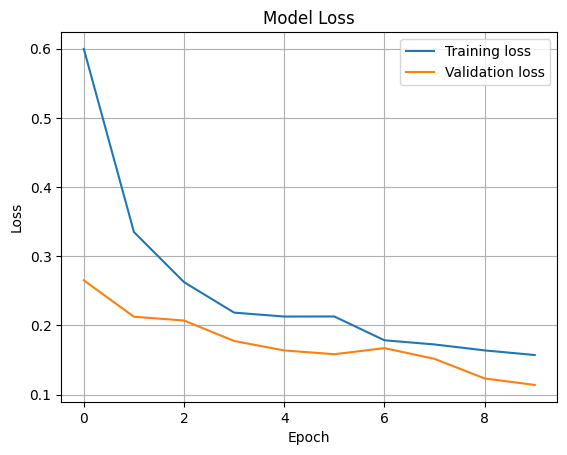 Model Loss
Training loss
Validation loss
0.6
0.5
0.4
0.3
0.2
0.1
Loss
0 2 4 6 8
Epoch